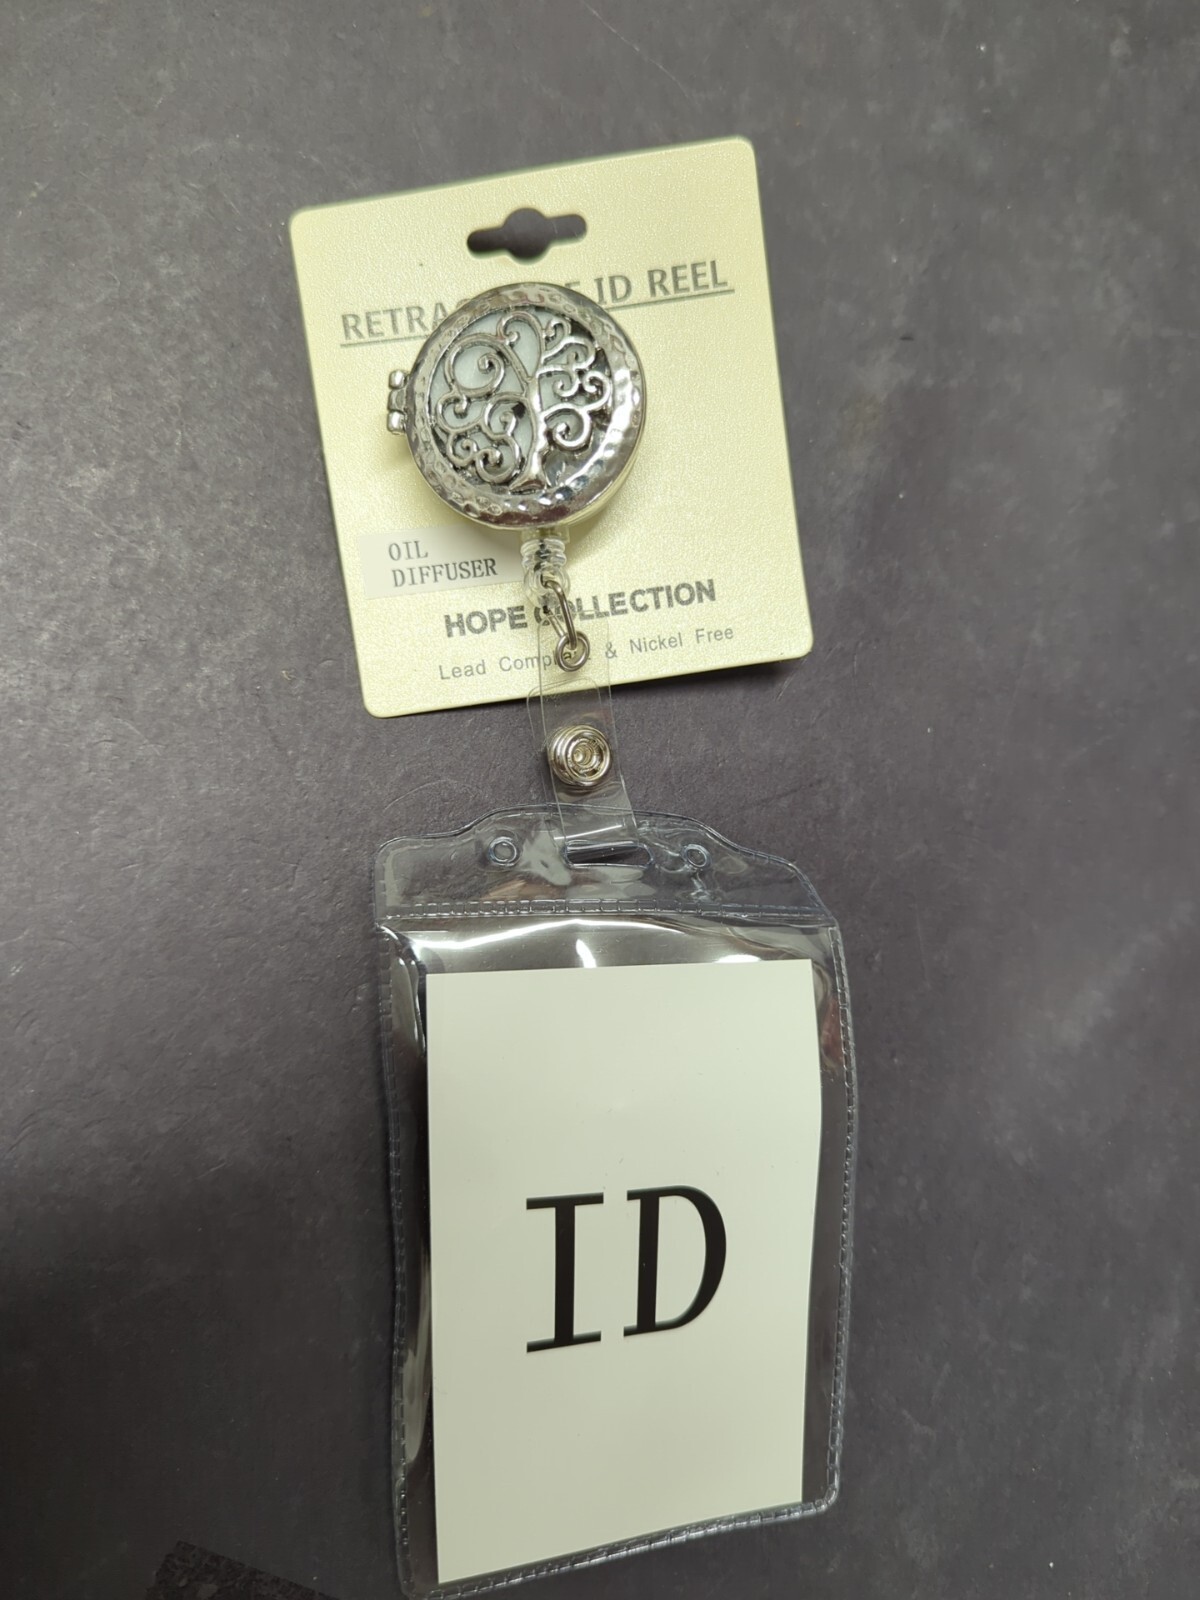 ID REEL
OIL
DIFFUSER
HOPE COLLECTION
Lead & Nickel Free
ID